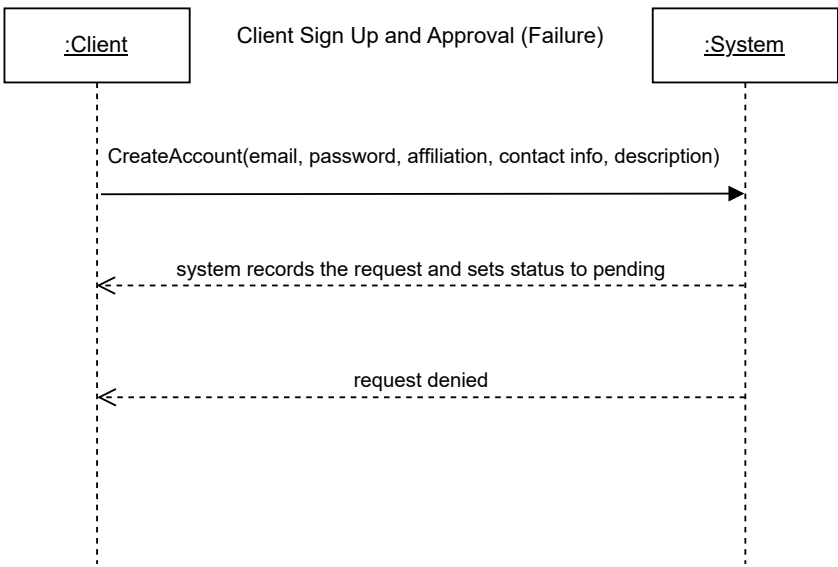 :Client
Client Sign Up and Approval (Failure)
:System
CreateAccount(email, password, affiliation, contact info, description)
system records the request and sets status to pending
request denied